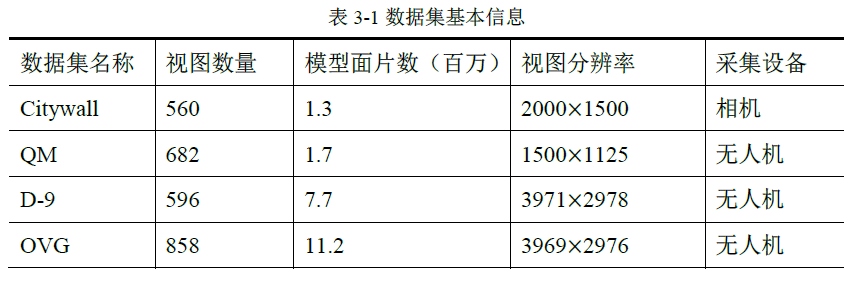 表 3-1 数据集基本信息
数据集名称 视图数量 模型面片数（百万） 视图分辨率 采集设备
Citywall 560 1.3 2000×1500 相机
QM 682 1.7 1500×1125 无人机
D-9 596 7.7 3971×2978 无人机
OVG 858 11.2 3969×2976 无人机